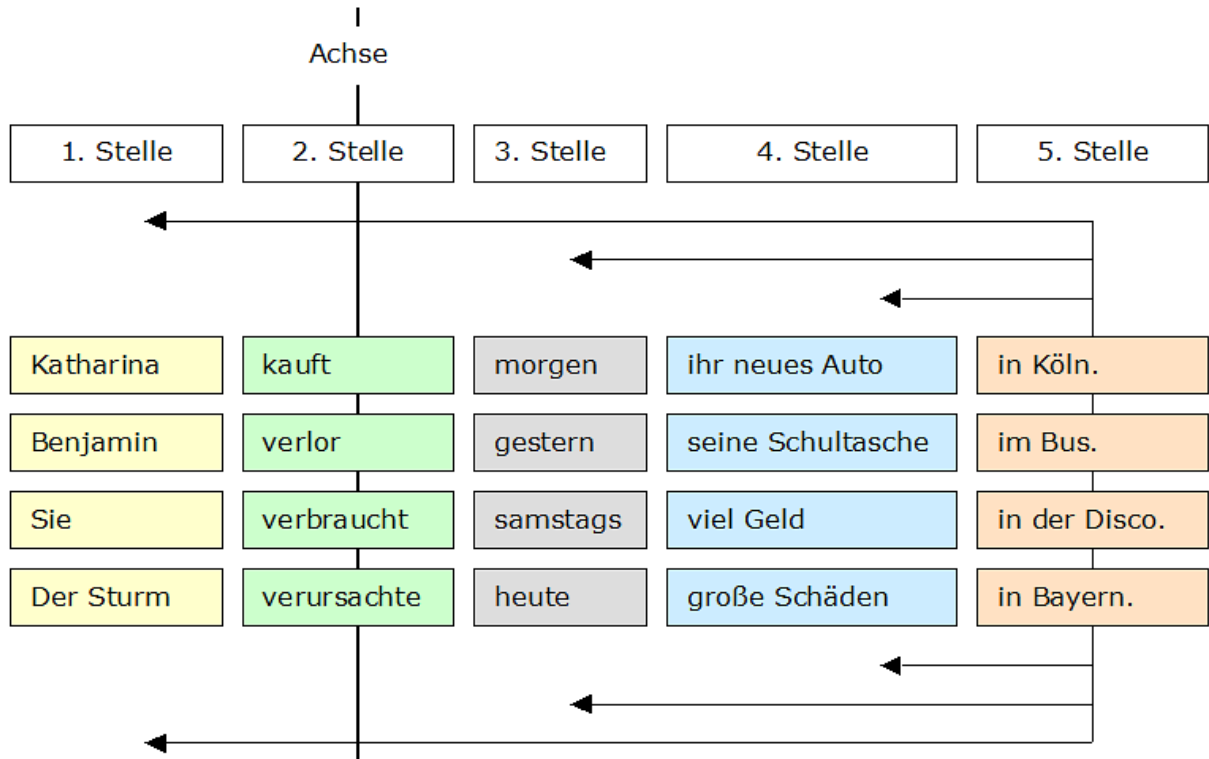 Achse
1. Stelle 2. Stelle 3. Stelle 4. Stelle 5. Stelle
Katharina kauft morgen ihr neues Auto in Köln.
Benjamin verlor gestern seine Schultasche im Bus.
Sie verbraucht samstags viel Geld in der Disco.
Der Sturm verursachte heute große Schäden in Bayern.